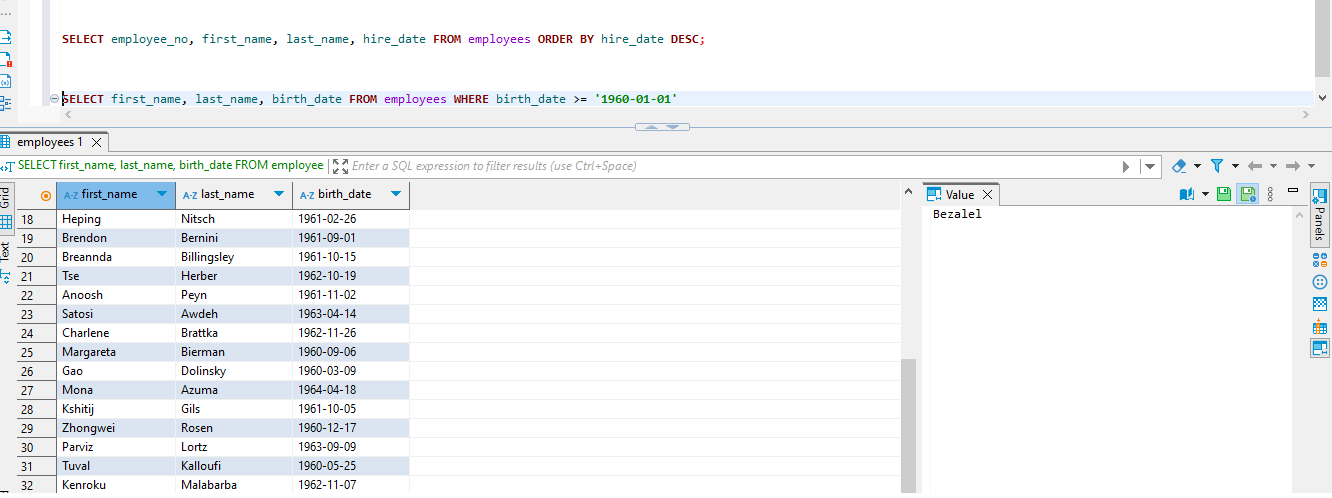 SELECT employee_no, first_name, last_name, hire_date FROM employees ORDER BY hire_date DESC;
SELECT first_name, last_name, birth_date FROM employees WHERE birth_date >= '1960-01-01'
employees 1
SELECT first_name, last_name, birth_date FROM employee Enter a SQL expression to filter results (use Ctrl+Space)
Grid
Text
A-Z first_name A-Z last_name A-Z birth_date
18 Heping Nitsch 1961-02-26
19 Brendon Bernini 1961-09-01
20 Breannda Billingsley 1961-10-15
21 Tse Herber 1962-10-19
22 Anoosh Peyn 1961-11-02
23 Satosi Awdeh 1963-04-14
24 Charlene Brattka 1962-11-26
25 Margareta Bierman 1960-09-06
26 Gao Dolinsky 1960-03-09
27 Mona Azuma 1964-04-18
28 Kshitij Gils 1961-10-05
29 Zhongwei Rosen 1960-12-17
30 Parviz Lortz 1963-09-09
31 Tuval Kalloufi 1960-05-25
32 Kenroku Malabarba 1962-11-07
Value
Bezalel
Panels